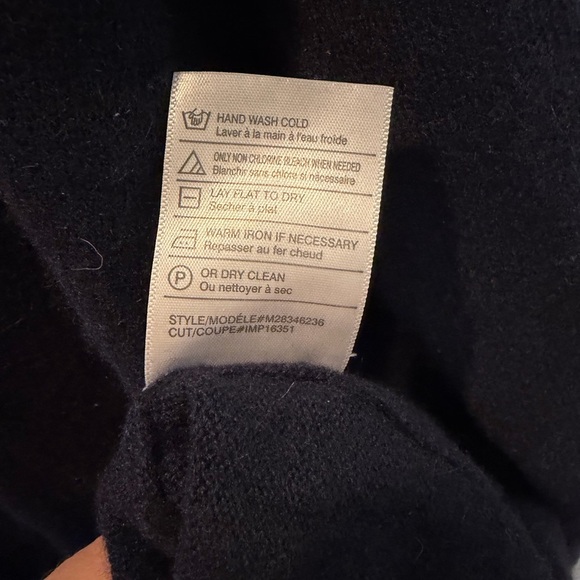 HAND WASH COLD
Laver à la main à l'eau froide
ONLY NON CHLORINE BLEACH WHEN NEEDED
Blanchir sans chlore si nécessaire
LAY FLAT TO DRY
Sécher à plat
WARM IRON IF NECESSARY
Repasser au fer chaud
P
OR DRY CLEAN
Ou nettoyer à sec
STYLE/MODÉLE#M28346236
CUT/COUPE#IMP16351